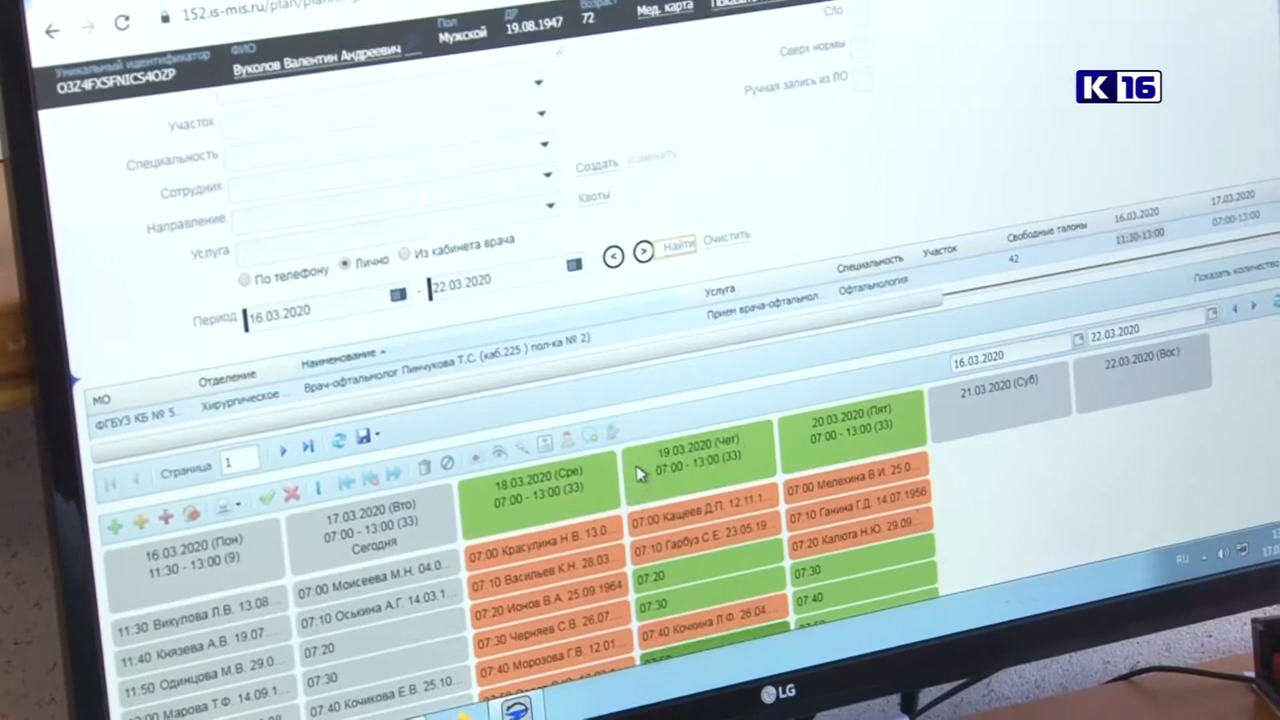 152.is-mis.ru/plan/
Уникальный идентификатор
O3Z4FXSFNICS4OZP
ФИО
Вуколов Валентин Андреевич
Пол
Мужской
ДР
19.08.1947
Возраст
72
Мед. карта
К 16
Сверх нормы
Ручная запись из ЛО
Участок
Специальность
Сотрудник
Направление
Услуга
Создать Изменить
Квоты
По телефону Лично Из кабинета врача
Период 16.03.2020 - 22.03.2020
< > Найти Очистить
МО Отделение Наименование Услуга Специальность Участок Свободные талоны 16.03.2020 17.03.2020
ФГБУЗ КБ № 5... Хирургическое ... Врач-офтальмолог Пинчукова Т.С. (каб.225 ) пол-ка № 2) Прием врача-офтальмол... Офтальмология 42 11:30-13:00 07:00-13:00
Показать количество
Страница 1
16.03.2020 22.03.2020
16.03.2020 (Пон)
11:30 - 13:00 (9)
11:30 Викулова Л.В. 13.08...
11:40 Князева А.В. 19.07...
11:50 Одинцова М.В. 29.0...
Марова Т.Ф. 14.09.1...
17.03.2020 (Вто)
07:00 - 13:00 (33)
Сегодня
07:00 Моисеева М.Н. 04.0...
07:10 Оськина А.Г. 14.03.1...
07:20
07:30
07:40 Кочикова Е.В. 25.10...
18.03.2020 (Сре)
07:00 - 13:00 (33)
07:00 Красулина Н.В. 13.0...
07:10 Васильев К.Н. 28.03...
07:20 Ионов В.А. 25.09.1964
07:30 Черняев С.В. 26.07...
07:40 Морозова Г.В. 12.01...
19.03.2020 (Чет)
07:00 - 13:00 (33)
07:00 Кащеев Д.П. 12.11.1...
07:10 Гарбуз С.Е. 23.05.19...
07:20
07:30
07:40 Кочкина Л.Ф. 26.04...
20.03.2020 (Пят)
07:00 - 13:00 (33)
07:00 Мелехина В.И. 25.0...
07:10 Ганина Г.Д. 14.07.1956
07:20 Калюта Н.Ю. 29.09...
07:30
07:40
21.03.2020 (Суб)
22.03.2020 (Вос)
RU
LG